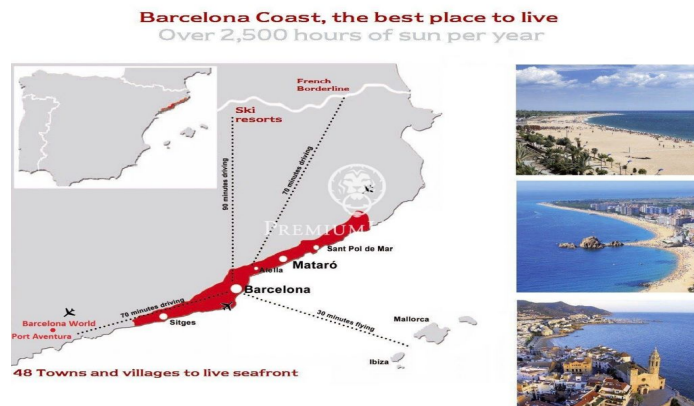 Barcelona Coast, the best place to live
Over 2,500 hours of sun per year
French
Borderline
Ski
resorts
90 minutes driving
70 minutes driving
PREMIUM
Sant Pol de Mar
Mataró
Alella
Barcelona
70 minutes driving
Barcelona World
Port Aventura
Sitges
30 minutes flying
Mallorca
Ibiza
48 Towns and villages to live seafront